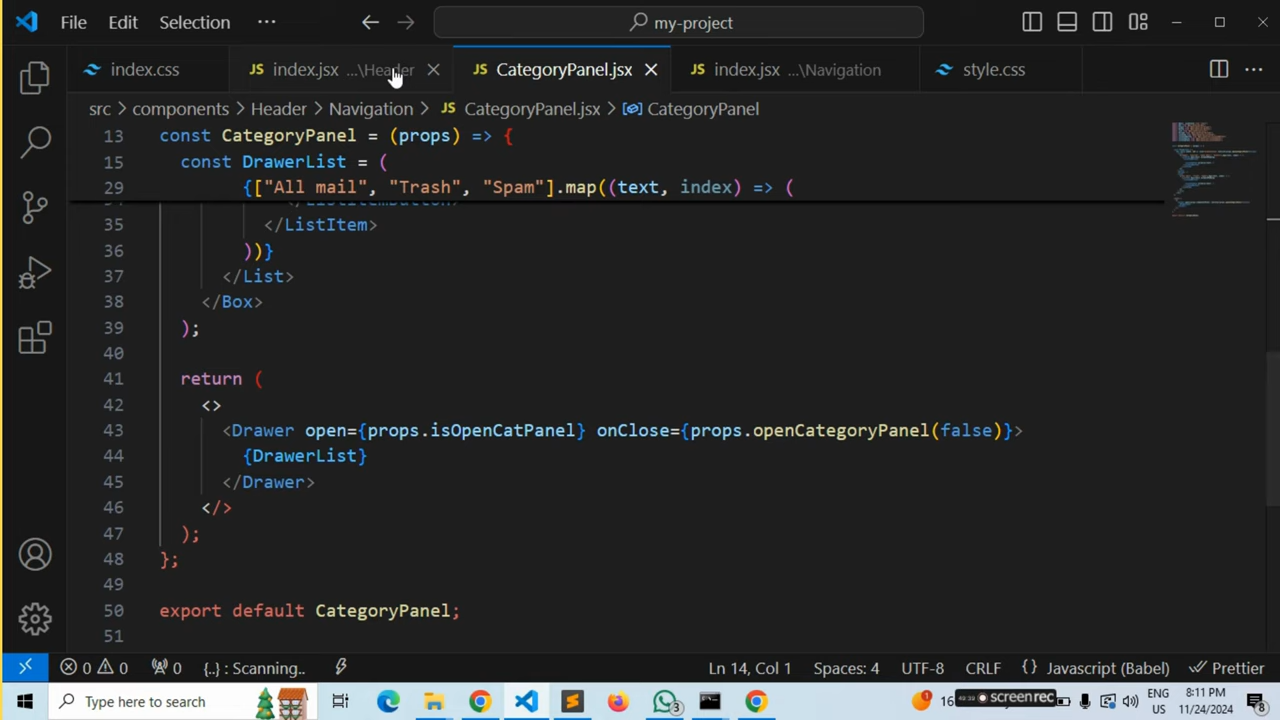 File Edit Selection ··· my-project
index.css index.jsx ...\Header CategoryPanel.jsx index.jsx ...\Navigation style.css ···
src > components > Header > Navigation > CategoryPanel.jsx > CategoryPanel
13 const CategoryPanel = (props) => {
15 const DrawerList = (
29 {["All mail", "Trash", "Spam"].map((text, index) => (
</ListItemButton>
35 </ListItem>
36 ))}
37 </List>
38 </Box>
39 );
40
41 return (
42 <>
43 <Drawer open={props.isOpenCatPanel} onClose={props.openCategoryPanel(false)}>
44 {DrawerList}
45 </Drawer>
46 </>
47 );
48 };
49
50 export default CategoryPanel;
51
0 0 0 {..} : Scanning.. Ln 14, Col 1 Spaces: 4 UTF-8 CRLF {} Javascript (Babel) Prettier
Type here to search 3 1 16 screenrec ENG US 8:11 PM 11/24/2024 8